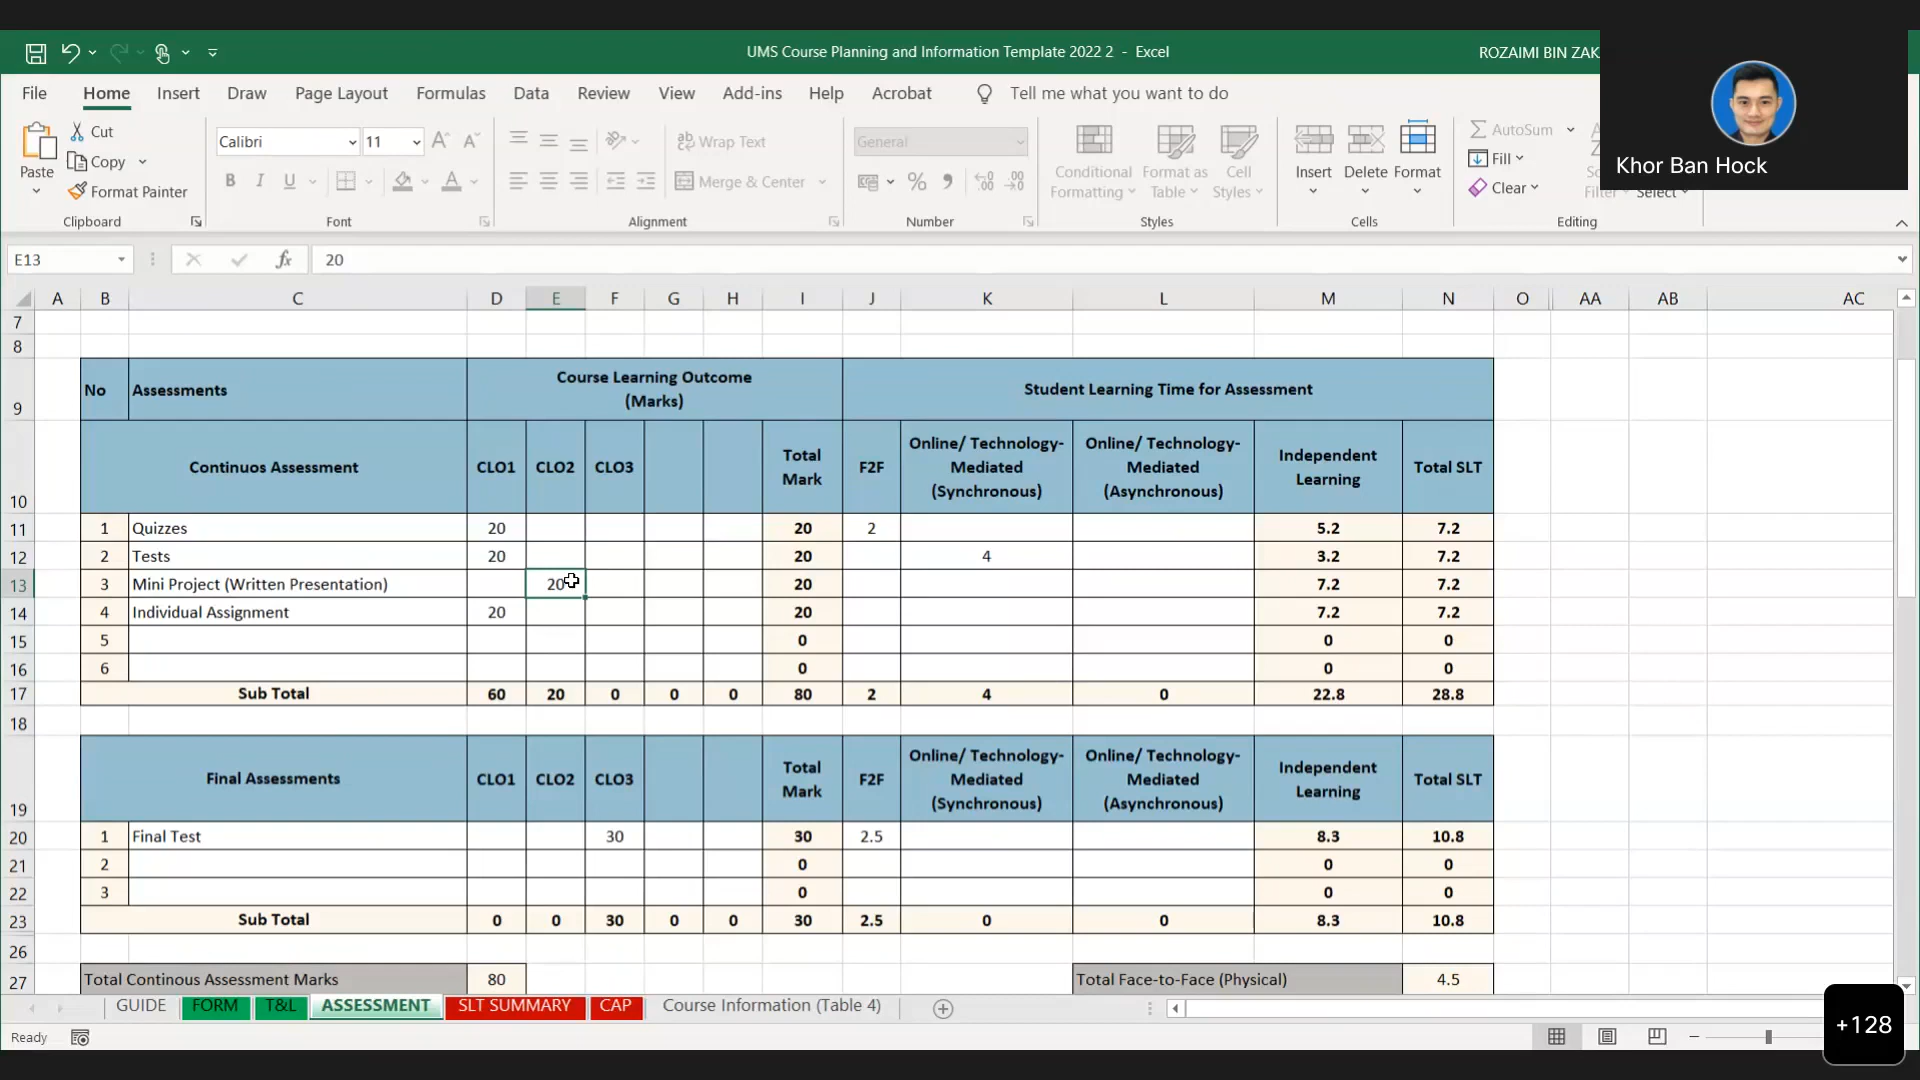 UMS Course Planning and Information Template 2022 2 - Excel
ROZAIMI BIN ZAK
Khor Ban Hock
File Home Insert Draw Page Layout Formulas Data Review View Add-ins Help Acrobat Tell me what you want to do
Paste
Cut
Copy
Format Painter
Clipboard
Calibri 11
B I U
Font
Wrap Text
Merge & Center
Alignment
General
Number
Conditional Formatting
Format as Table
Cell Styles
Styles
Insert Delete Format
Cells
AutoSum
Fill
Clear
Filter
Select
Editing
E13 fx 20
A B C D E F G H I J K L M N O AA AB AC
7
8
9 No Assessments Course Learning Outcome (Marks) Student Learning Time for Assessment
10 Continuos Assessment CLO1 CLO2 CLO3 Total Mark F2F Online/ Technology-Mediated (Synchronous) Online/ Technology-Mediated (Asynchronous) Independent Learning Total SLT
11 1 Quizzes 20 20 2 5.2 7.2
12 2 Tests 20 20 4 3.2 7.2
13 3 Mini Project (Written Presentation) 20 20 7.2 7.2
14 4 Individual Assignment 20 20 7.2 7.2
15 5 0 0 0
16 6 0 0 0
17 Sub Total 60 20 0 0 0 80 2 4 0 22.8 28.8
18
19 Final Assessments CLO1 CLO2 CLO3 Total Mark F2F Online/ Technology-Mediated (Synchronous) Online/ Technology-Mediated (Asynchronous) Independent Learning Total SLT
20 1 Final Test 30 30 2.5 8.3 10.8
21 2 0 0 0
22 3 0 0 0
23 Sub Total 0 0 30 0 0 30 2.5 0 0 8.3 10.8
26
27 Total Continous Assessment Marks 80 Total Face-to-Face (Physical) 4.5
GUIDE FORM T&L ASSESSMENT SLT SUMMARY CAP Course Information (Table 4)
Ready
+128